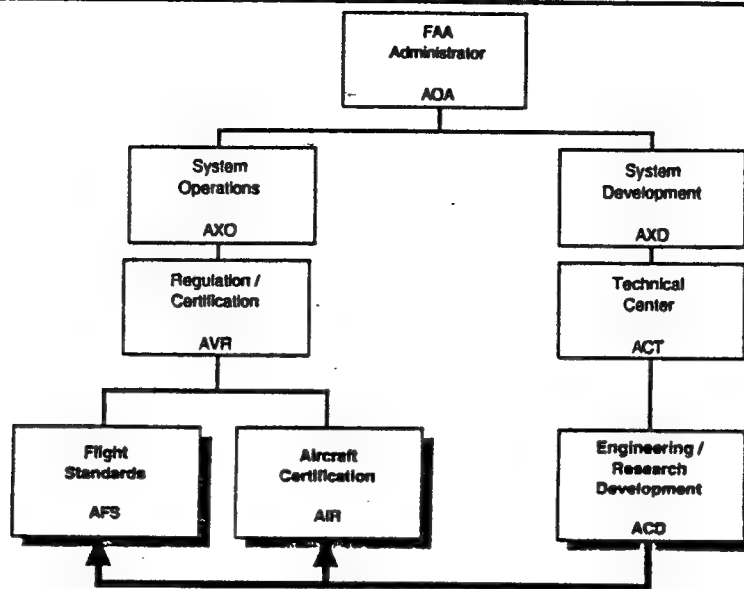 FAA
Administrator
AOA
System
Operations
AXO
System
Development
AXD
Regulation /
Certification
AVR
Technical
Center
ACT
Flight
Standards
AFS
Aircraft
Certification
AIR
Engineering /
Research
Development
ACD